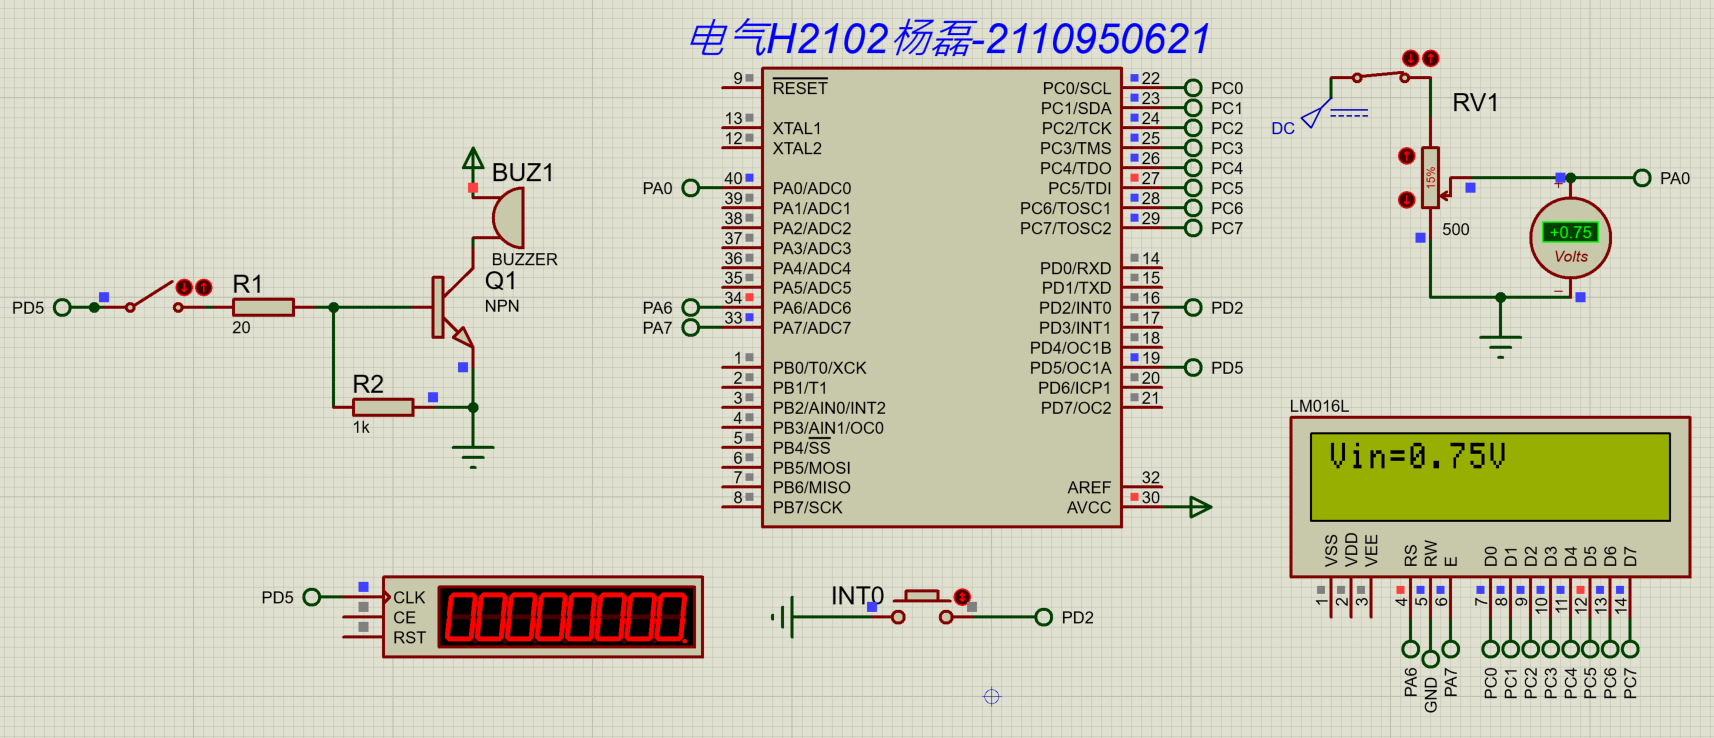 电气H2102杨磊-2110950621
9 RESET
13 XTAL1
12 XTAL2
PA0 40 PA0/ADC0
39 PA1/ADC1
38 PA2/ADC2
37 PA3/ADC3
36 PA4/ADC4
35 PA5/ADC5
PA6 34 PA6/ADC6
PA7 33 PA7/ADC7
1 PB0/T0/XCK
2 PB1/T1
3 PB2/AIN0/INT2
4 PB3/AIN1/OC0
5 PB4/SS
6 PB5/MOSI
7 PB6/MISO
8 PB7/SCK
PC0/SCL 22 PC0
PC1/SDA 23 PC1
PC2/TCK 24 PC2
PC3/TMS 25 PC3
PC4/TDO 26 PC4
PC5/TDI 27 PC5
PC6/TOSC1 28 PC6
PC7/TOSC2 29 PC7
PD0/RXD 14
PD1/TXD 15
PD2/INT0 16 PD2
PD3/INT1 17
PD4/OC1B 18
PD5/OC1A 19 PD5
PD6/ICP1 20
PD7/OC2 21
AREF 32
AVCC 30
BUZ1
BUZZER
Q1
NPN
PD5
R1
20
R2
1k
DC
RV1
15%
500
PA0
+
+0.75
Volts
−
LM016L
Vin=0.75V
VSS VDD VEE RS RW E D0 D1 D2 D3 D4 D5 D6 D7
1 2 3 4 5 6 7 8 9 10 11 12 13 14
PA6 GND PA7 PC0 PC1 PC2 PC3 PC4 PC5 PC6 PC7
PD5 CLK
CE
RST
00000000.
INT0
PD2